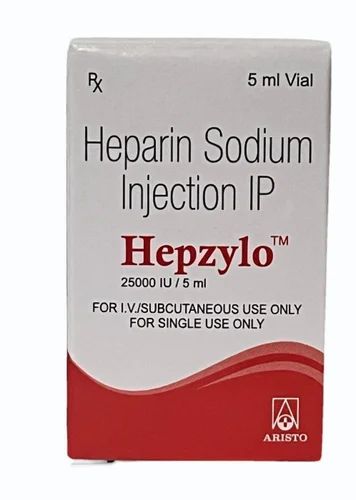 Rx 5 ml Vial
Heparin Sodium
Injection IP
Hepzylo™
25000 IU / 5 ml
FOR I.V./SUBCUTANEOUS USE ONLY
FOR SINGLE USE ONLY
ARISTO